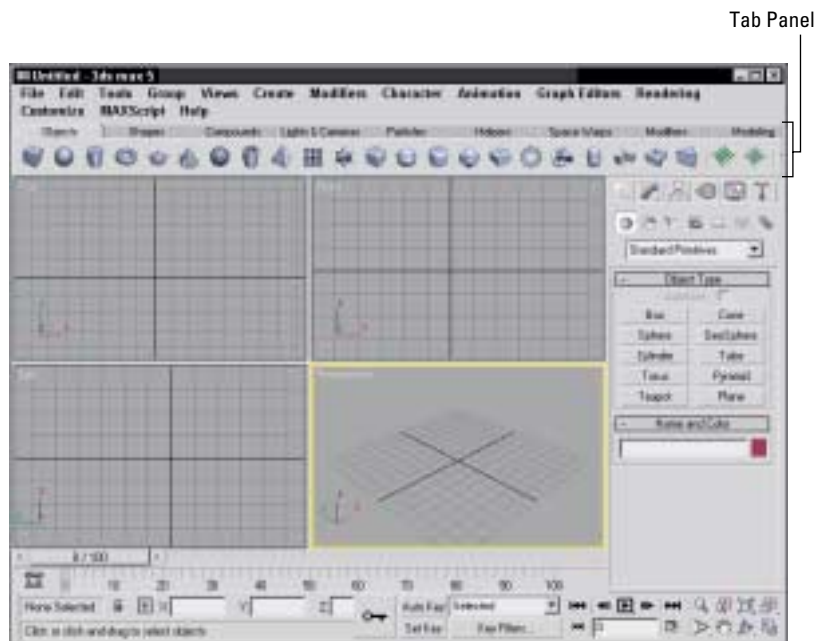 Tab Panel
Untitled - 3ds max 5
File Edit Tools Group Views Create Modifiers Character Animation Graph Editors Rendering
Customize MAXScript Help
Objects Shapes Compounds Lights & Cameras Particles Helpers Space Warps Modifiers Modeling
Standard Primitives
- Object Type
Box Cone
Sphere GeoSphere
Cylinder Tube
Torus Pyramid
Teapot Plane
- Name and Color
Perspective
0 / 100
0 10 20 30 40 50 60 70 80 90 100
None Selected X Y Z Auto Key Selected
Click or click-and-drag to select objects Set Key Key Filters... 0